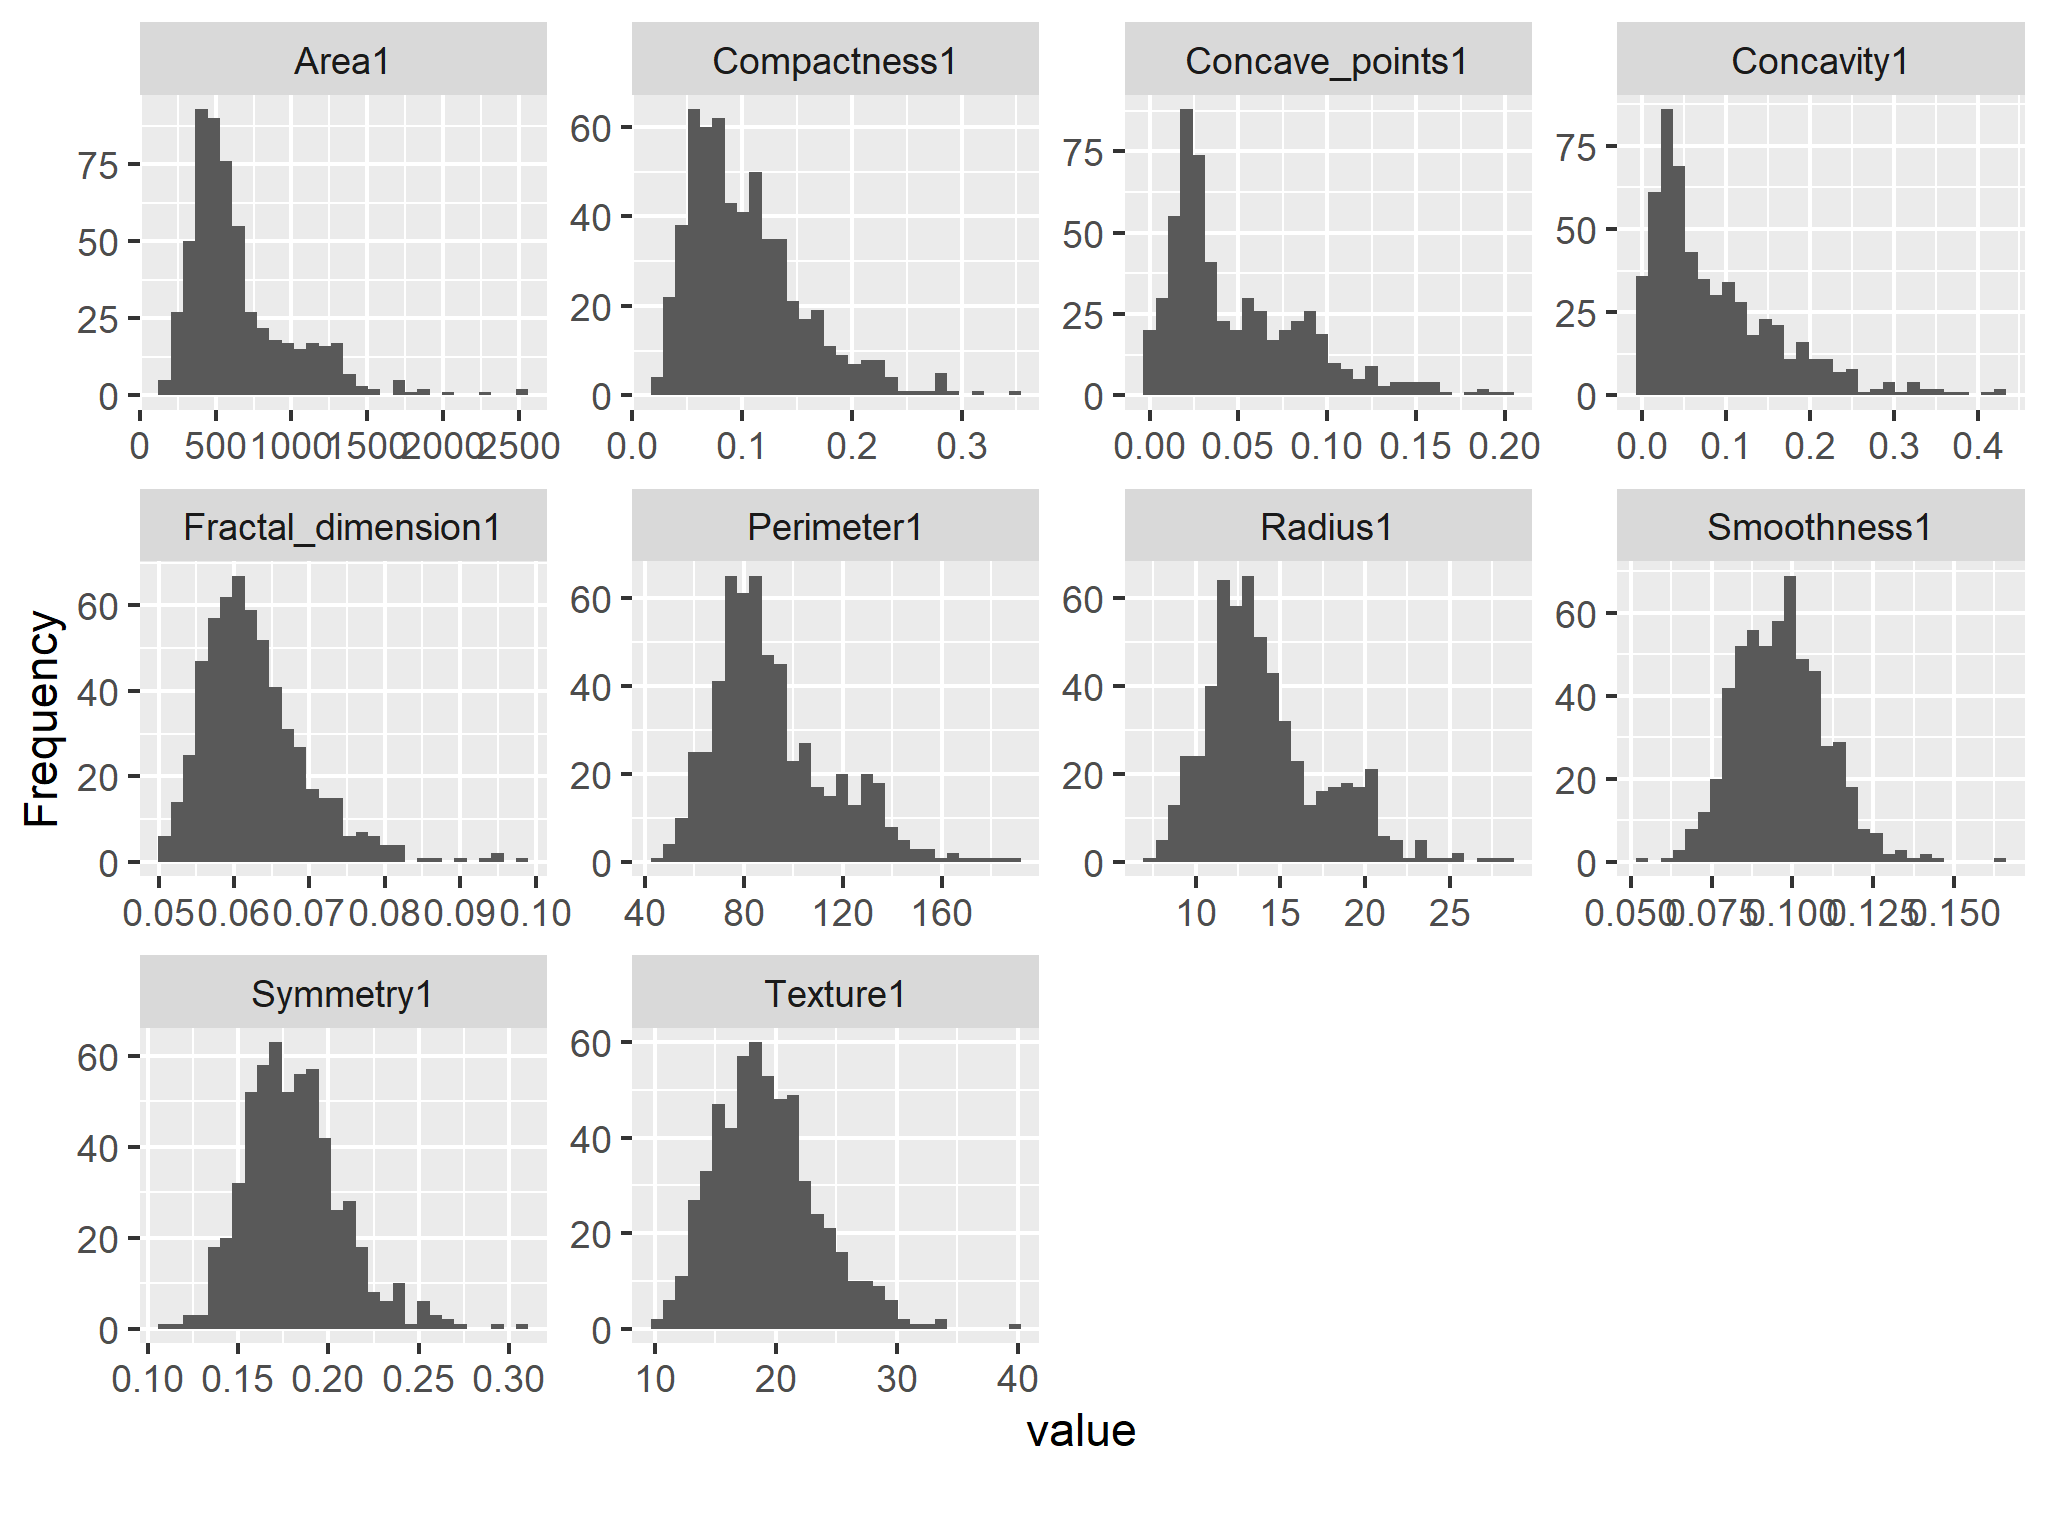 Area1 Compactness1 Concave_points1 Concavity1
75 60 75 75
50 40 50 50
25 20 25 25
0 0 0 0
0 500 1000 1500 2000 2500 0.0 0.1 0.2 0.3 0.00 0.05 0.10 0.15 0.20 0.0 0.1 0.2 0.3 0.4
Fractal_dimension1 Perimeter1 Radius1 Smoothness1
60 60 60 60
40 40 40 40
20 20 20 20
0 0 0 0
0.05 0.06 0.07 0.08 0.09 0.10 40 80 120 160 10 15 20 25 0.050 0.075 0.100 0.125 0.150
Frequency
Symmetry1 Texture1
60 60
40 40
20 20
0 0
0.10 0.15 0.20 0.25 0.30 10 20 30 40
value